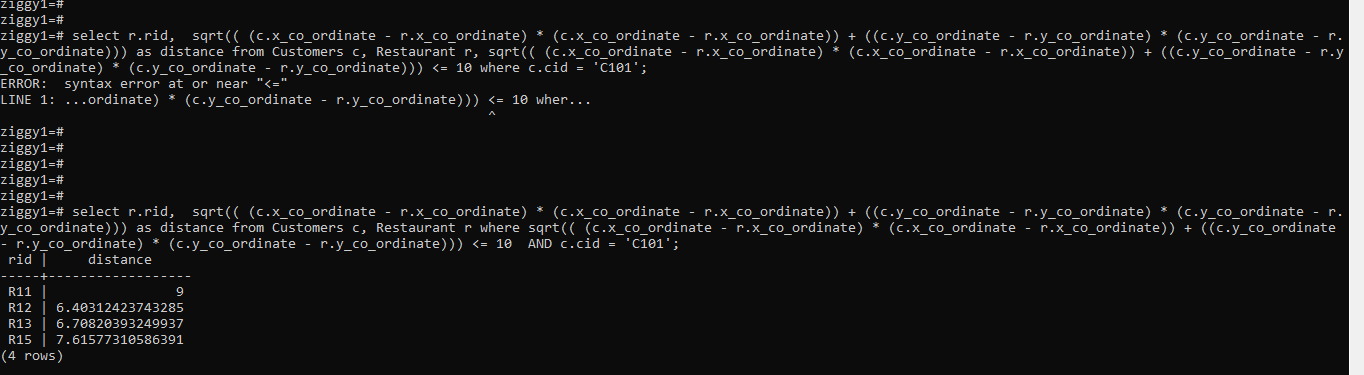 ziggy1=#
ziggy1=#
ziggy1=# select r.rid,  sqrt(( (c.x_co_ordinate - r.x_co_ordinate) * (c.x_co_ordinate - r.x_co_ordinate)) + ((c.y_co_ordinate - r.y_co_ordinate) * (c.y_co_ordinate - r.
y_co_ordinate))) as distance from Customers c, Restaurant r, sqrt(( (c.x_co_ordinate - r.x_co_ordinate) * (c.x_co_ordinate - r.x_co_ordinate)) + ((c.y_co_ordinate - r.y
_co_ordinate) * (c.y_co_ordinate - r.y_co_ordinate))) <= 10 where c.cid = 'C101';
ERROR:  syntax error at or near "<="
LINE 1: ...ordinate) * (c.y_co_ordinate - r.y_co_ordinate))) <= 10 wher...
^
ziggy1=#
ziggy1=#
ziggy1=#
ziggy1=#
ziggy1=#
ziggy1=# select r.rid,  sqrt(( (c.x_co_ordinate - r.x_co_ordinate) * (c.x_co_ordinate - r.x_co_ordinate)) + ((c.y_co_ordinate - r.y_co_ordinate) * (c.y_co_ordinate - r.
y_co_ordinate))) as distance from Customers c, Restaurant r where sqrt(( (c.x_co_ordinate - r.x_co_ordinate) * (c.x_co_ordinate - r.x_co_ordinate)) + ((c.y_co_ordinate
- r.y_co_ordinate) * (c.y_co_ordinate - r.y_co_ordinate))) <= 10  AND c.cid = 'C101';
 rid |     distance
-----+------------------
 R11 |                9
 R12 | 6.40312423743285
 R13 | 6.70820393249937
 R15 | 7.61577310586391
(4 rows)